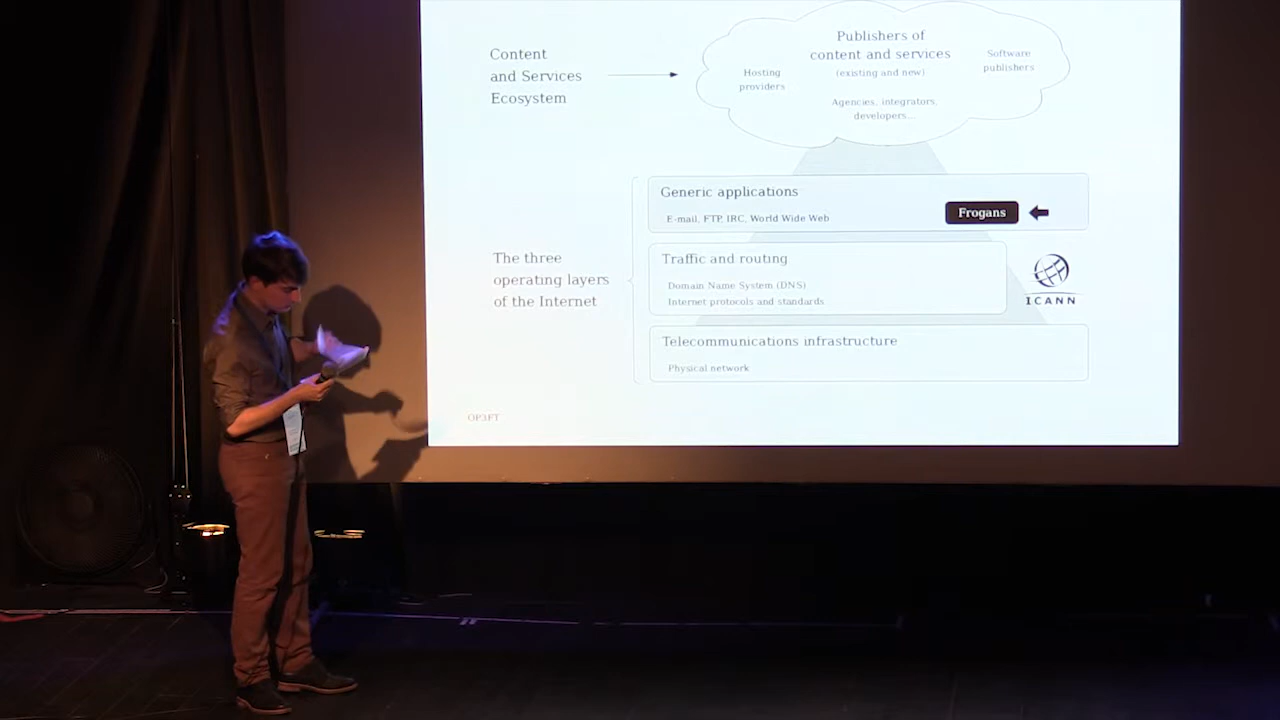 Content
and Services
Ecosystem
Publishers of
content and services
(existing and new)
Hosting
providers
Software
publishers
Agencies, integrators,
developers...
The three
operating layers
of the Internet
Generic applications
E-mail, FTP, IRC, World Wide Web
Frogans
Traffic and routing
Domain Name System (DNS)
Internet protocols and standards
ICANN
Telecommunications infrastructure
Physical network
OP3FT